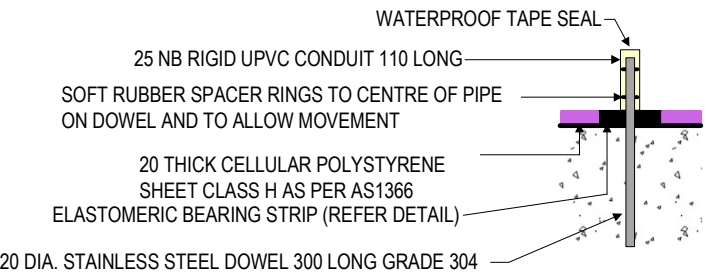 WATERPROOF TAPE SEAL
25 NB RIGID UPVC CONDUIT 110 LONG
SOFT RUBBER SPACER RINGS TO CENTRE OF PIPE
ON DOWEL AND TO ALLOW MOVEMENT
20 THICK CELLULAR POLYSTYRENE
SHEET CLASS H AS PER AS1366
ELASTOMERIC BEARING STRIP (REFER DETAIL)
20 DIA. STAINLESS STEEL DOWEL 300 LONG GRADE 304